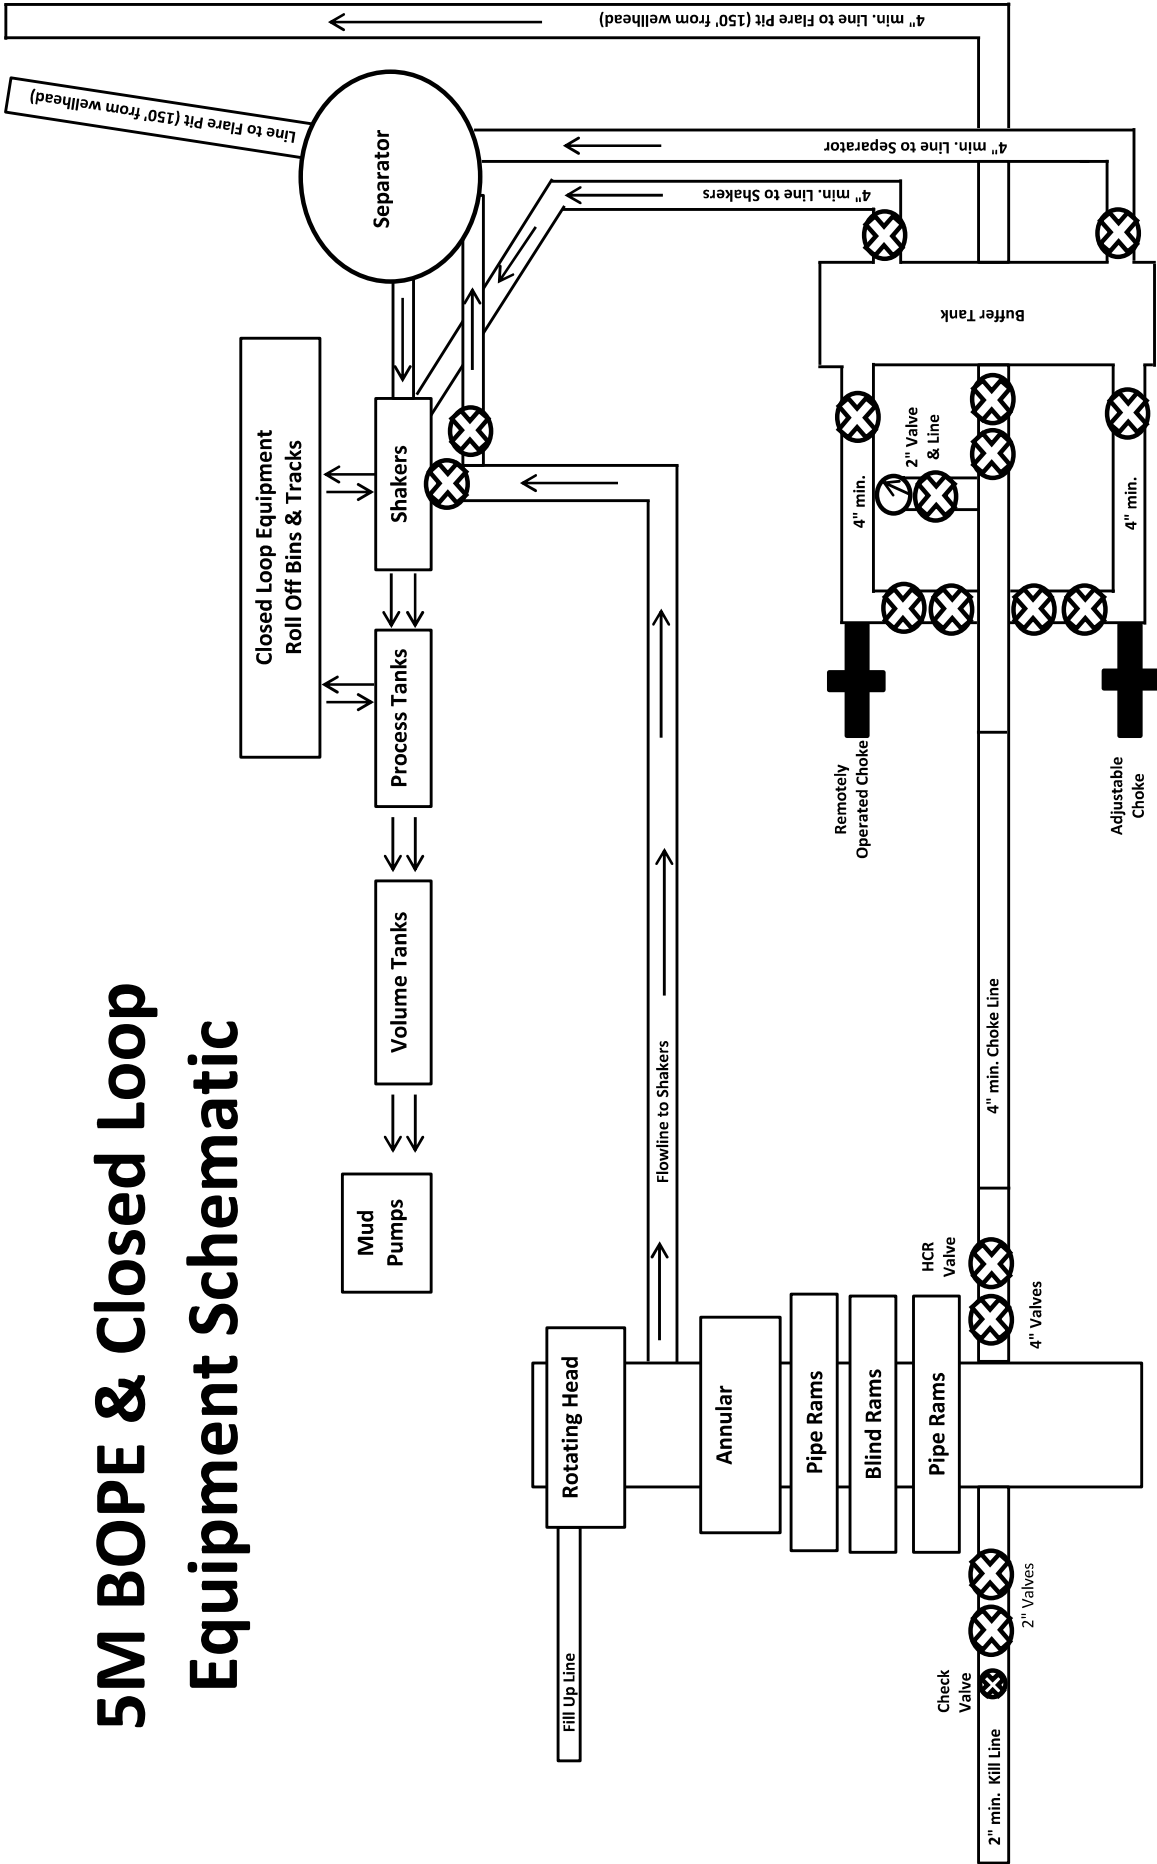 5M BOPE & Closed Loop
Equipment Schematic
Closed Loop Equipment
Roll Off Bins & Tracks
Mud
Pumps
Volume Tanks
Process Tanks
Shakers
Separator
Line to Flare Pit (150' from wellhead)
4" min. Line to Flare Pit (150' from wellhead)
4" min. Line to Separator
4" min. Line to Shakers
Fill Up Line
Rotating Head
Flowline to Shakers
Annular
Pipe Rams
Blind Rams
Pipe Rams
Check
Valve
2" min. Kill Line
2" Valves
HCR
Valve
4" Valves
4" min. Choke Line
Remotely
Operated Choke
Adjustable
Choke
4" min.
2" Valve
& Line
4" min.
Buffer Tank